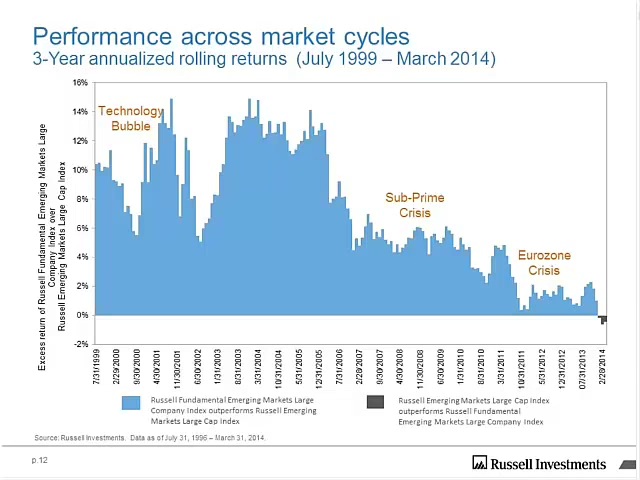 Performance across market cycles
3-Year annualized rolling returns (July 1999 – March 2014)
Excess return of Russell Fundamental Emerging Markets Large
Company Index over
Russell Emerging Markets Large Cap Index
16%
14%
12%
10%
8%
6%
4%
2%
0%
-2%
Technology
Bubble
Sub-Prime
Crisis
Eurozone
Crisis
7/31/1999
2/29/2000
9/30/2000
4/30/2001
11/30/2001
6/30/2002
1/31/2003
8/31/2003
3/31/2004
10/31/2004
5/31/2005
12/31/2005
7/31/2006
2/28/2007
9/30/2007
4/30/2008
11/30/2008
6/30/2009
1/31/2010
8/31/2010
3/31/2011
10/31/2011
5/31/2012
12/31/2012
07/31/2013
2/28/2014
Russell Fundamental Emerging Markets Large
Company Index outperforms Russell Emerging
Markets Large Cap Index
Russell Emerging Markets Large Cap Index
outperforms Russell Fundamental
Emerging Markets Large Company Index
Source: Russell Investments. Data as of July 31, 1996 – March 31, 2014.
p.12
Russell Investments